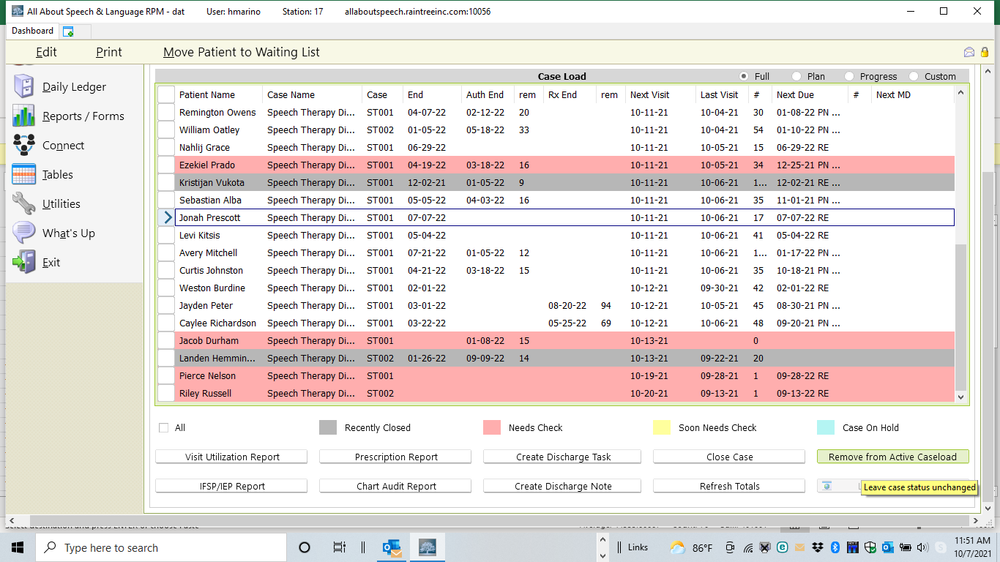 All About Speech & Language RPM - dat User: hmarino Station: 17 allaboutspeech.raintreeinc.com:10056
Dashboard
Edit Print Move Patient to Waiting List
Daily Ledger
Reports / Forms
Connect
Tables
Utilities
What's Up
Exit
Case Load Full Plan Progress Custom
Patient Name Case Name Case End Auth End rem Rx End rem Next Visit Last Visit # Next Due # Next MD
Remington Owens Speech Therapy Di... ST001 04-07-22 02-12-22 20 10-11-21 10-04-21 30 01-08-22 PN ...
William Oatley Speech Therapy Di... ST002 01-05-22 05-18-22 33 10-11-21 10-04-21 54 01-10-22 PN ...
Nahlij Grace Speech Therapy Di... ST001 06-29-22 10-11-21 10-05-21 15 06-29-22 RE
Ezekiel Prado Speech Therapy Di... ST001 04-19-22 03-18-22 16 10-11-21 10-05-21 34 12-25-21 PN ...
Kristijan Vukota Speech Therapy Di... ST001 12-02-21 01-05-22 9 10-11-21 10-06-21 1... 12-02-21 RE ...
Sebastian Alba Speech Therapy Di... ST001 05-05-22 04-03-22 16 10-11-21 10-06-21 35 11-01-21 PN ...
Jonah Prescott Speech Therapy Di... ST001 07-07-22 10-11-21 10-06-21 17 07-07-22 RE
Levi Kitsis Speech Therapy Di... ST001 05-04-22 10-11-21 10-06-21 41 05-04-22 RE
Avery Mitchell Speech Therapy Di... ST001 07-21-22 01-05-22 12 10-11-21 10-06-21 1... 01-17-22 PN ...
Curtis Johnston Speech Therapy Di... ST001 04-21-22 03-18-22 15 10-11-21 10-06-21 35 10-18-21 PN ...
Weston Burdine Speech Therapy Di... ST001 02-01-22 10-12-21 09-30-21 42 02-01-22 RE
Jayden Peter Speech Therapy Di... ST001 03-01-22 08-20-22 94 10-12-21 10-05-21 45 08-30-21 PN ...
Caylee Richardson Speech Therapy Di... ST001 03-22-22 05-25-22 69 10-12-21 10-06-21 48 09-20-21 PN ...
Jacob Durham Speech Therapy Di... ST001 01-08-22 15 10-13-21 0
Landen Hemmin... Speech Therapy Di... ST002 01-26-22 09-09-22 14 10-13-21 09-22-21 20
Pierce Nelson Speech Therapy Di... ST001 10-19-21 09-28-21 1 09-28-22 RE
Riley Russell Speech Therapy Di... ST002 10-20-21 09-13-21 1 09-13-22 RE
All Recently Closed Needs Check Soon Needs Check Case On Hold
Visit Utilization Report Prescription Report Create Discharge Task Close Case Remove from Active Caseload
IFSP/IEP Report Chart Audit Report Create Discharge Note Refresh Totals
Leave case status unchanged
Type here to search Links 86°F 11:51 AM
10/7/2021